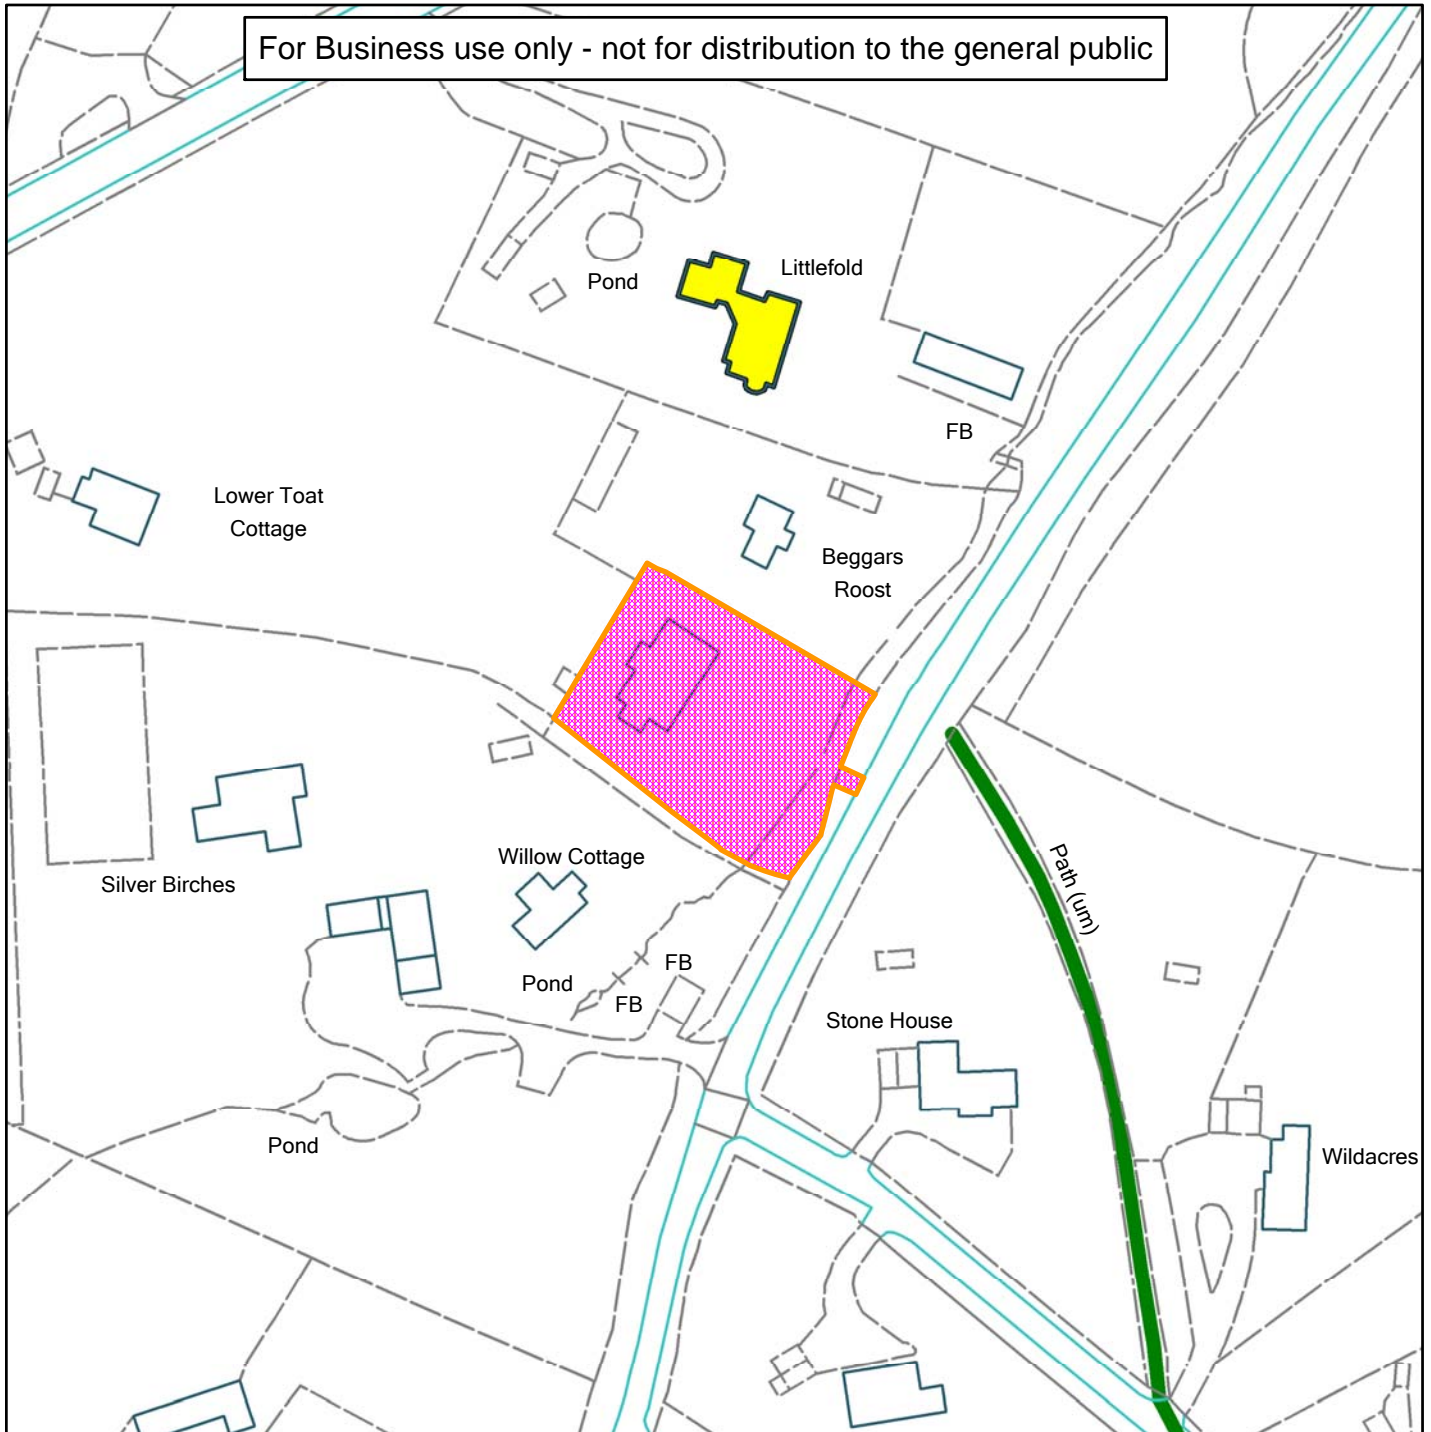 For Business use only - not for distribution to the general public
Littlefold
Pond
FB
Lower Toat
Cottage
Beggars
Roost
Willow Cottage
Path (um)
Silver Birches
FB
Pond
FB
Stone House
Pond
Wildacres